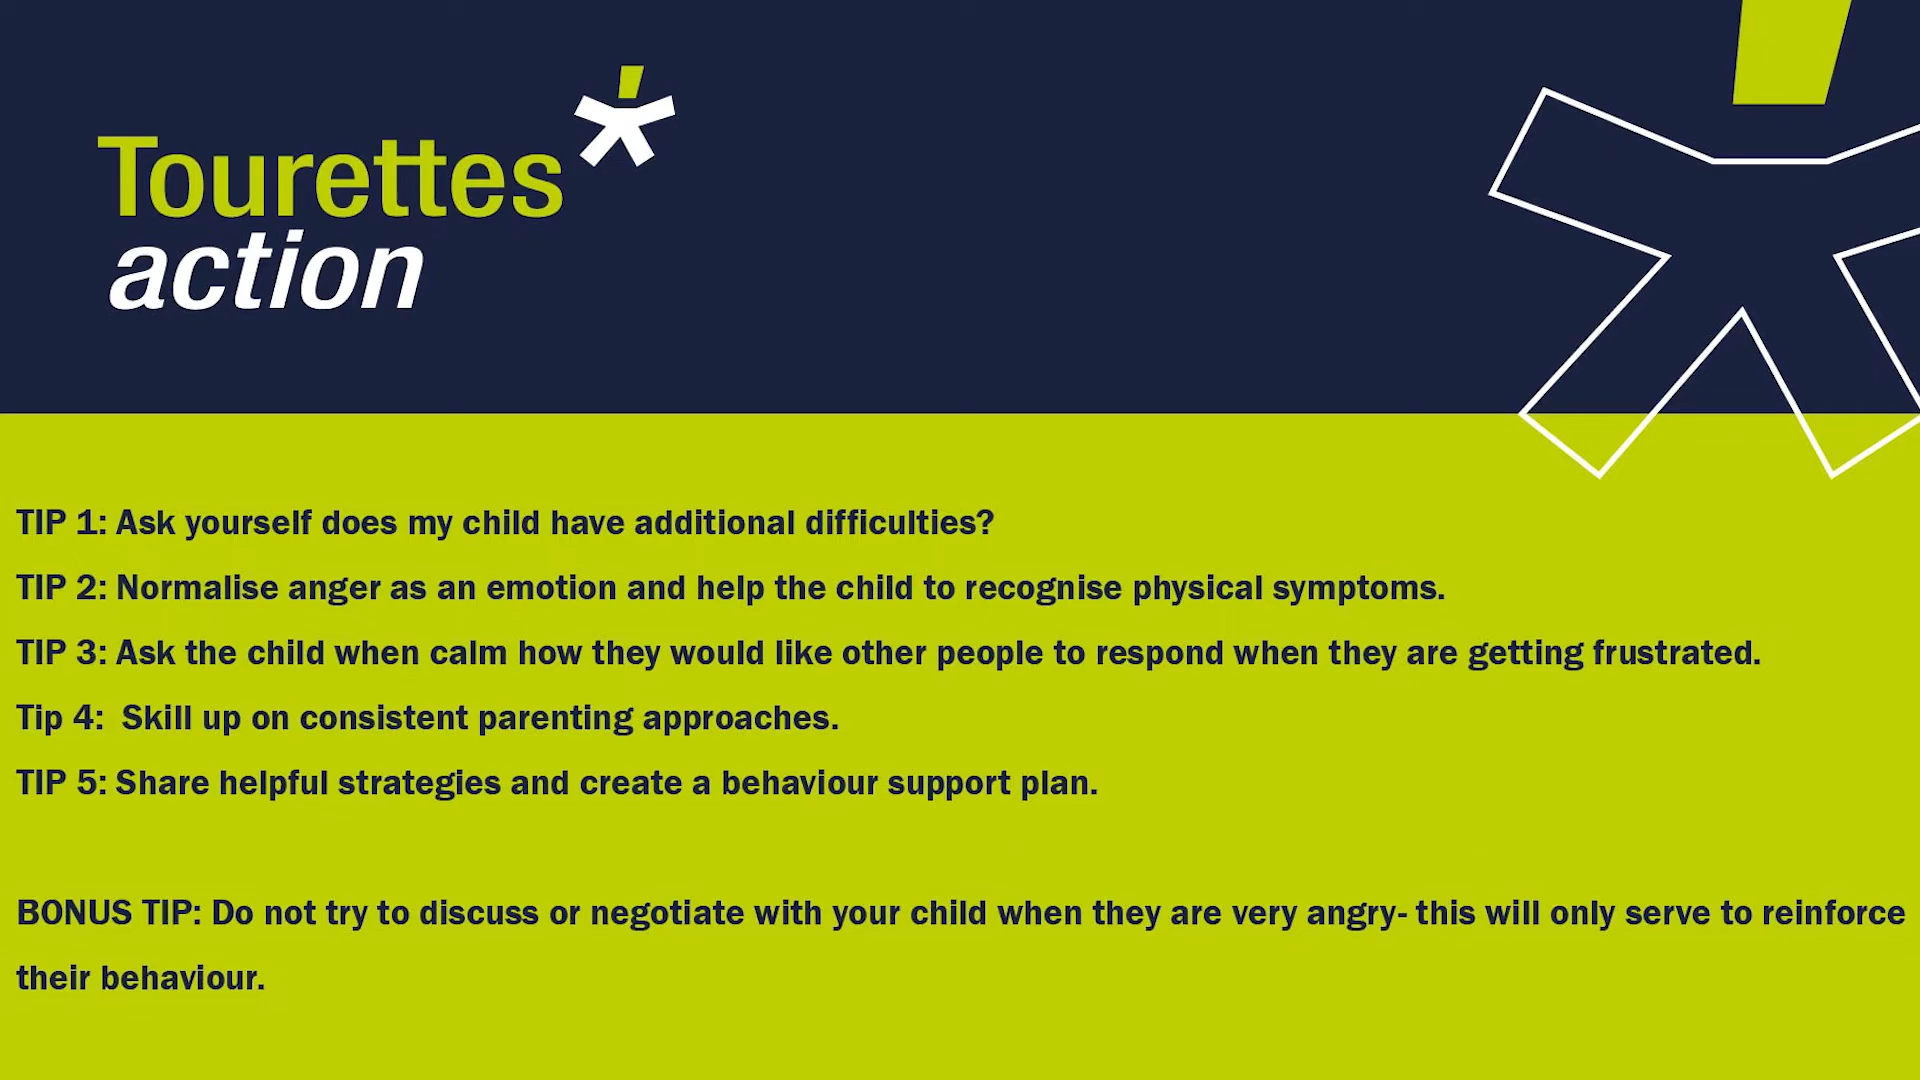 Tourettes
action
TIP 1: Ask yourself does my child have additional difficulties?
TIP 2: Normalise anger as an emotion and help the child to recognise physical symptoms.
TIP 3: Ask the child when calm how they would like other people to respond when they are getting frustrated.
Tip 4:  Skill up on consistent parenting approaches.
TIP 5: Share helpful strategies and create a behaviour support plan.
BONUS TIP: Do not try to discuss or negotiate with your child when they are very angry- this will only serve to reinforce
their behaviour.